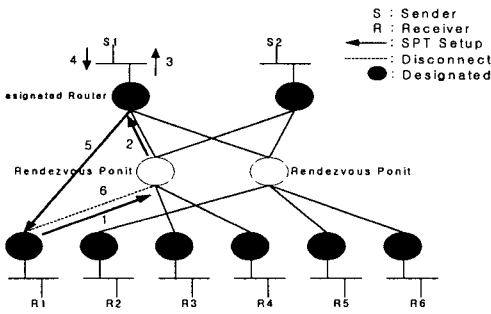 S : Sender
R : Receiver
: SPT Setup
: Disconnect
: Designated
S1
S2
4
3
esignated Router
5
2
Rendezvous Ponit
Rendezvous Ponit
6
1
R1
R2
R3
R4
R5
R6